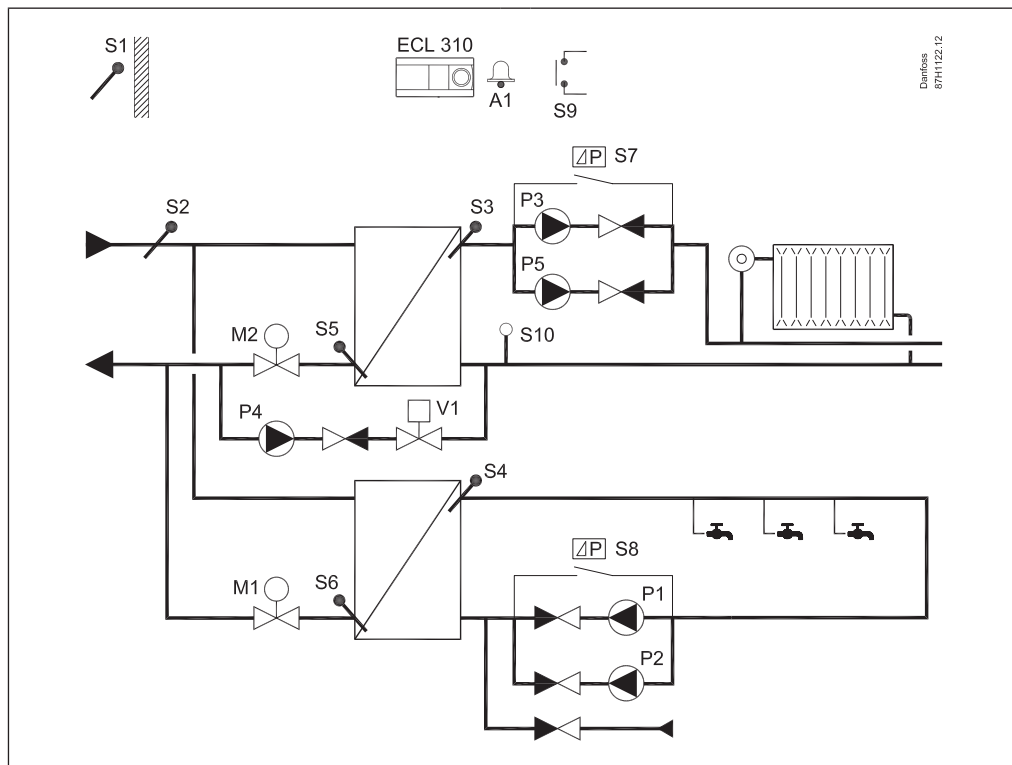 S1
ECL 310
A1
S9
Danfoss
87H1122.12
P S7
S2
S3
P3
P5
M2
S5
S10
P4
V1
S4
P S8
M1
S6
P1
P2